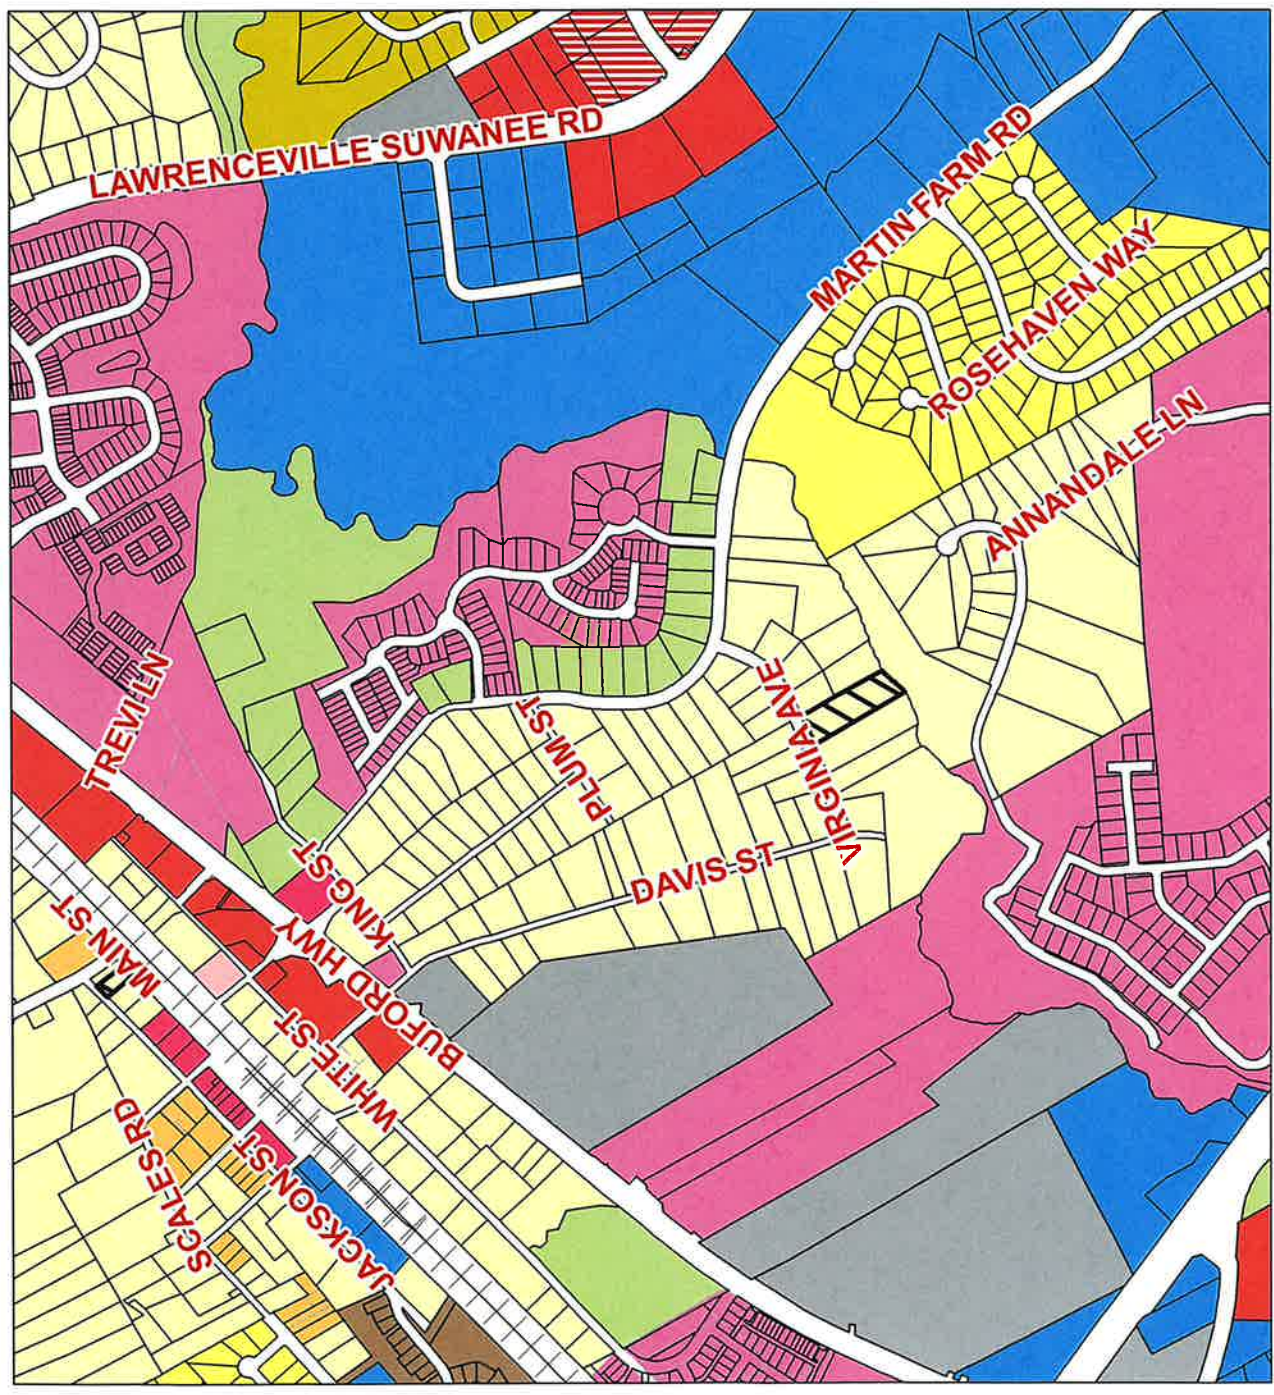 LAWRENCEVILLE SUWANEE RD
MARTIN FARM RD
ROSEHAVEN WAY
ANNANDALE LN
TREVI LN
PLUM ST
VIRGINIA AVE
VIRGINIA
DAVIS ST
KING ST
MAIN ST
BUFORD HWY
WHITE ST
SCALES RD
JACKSON ST